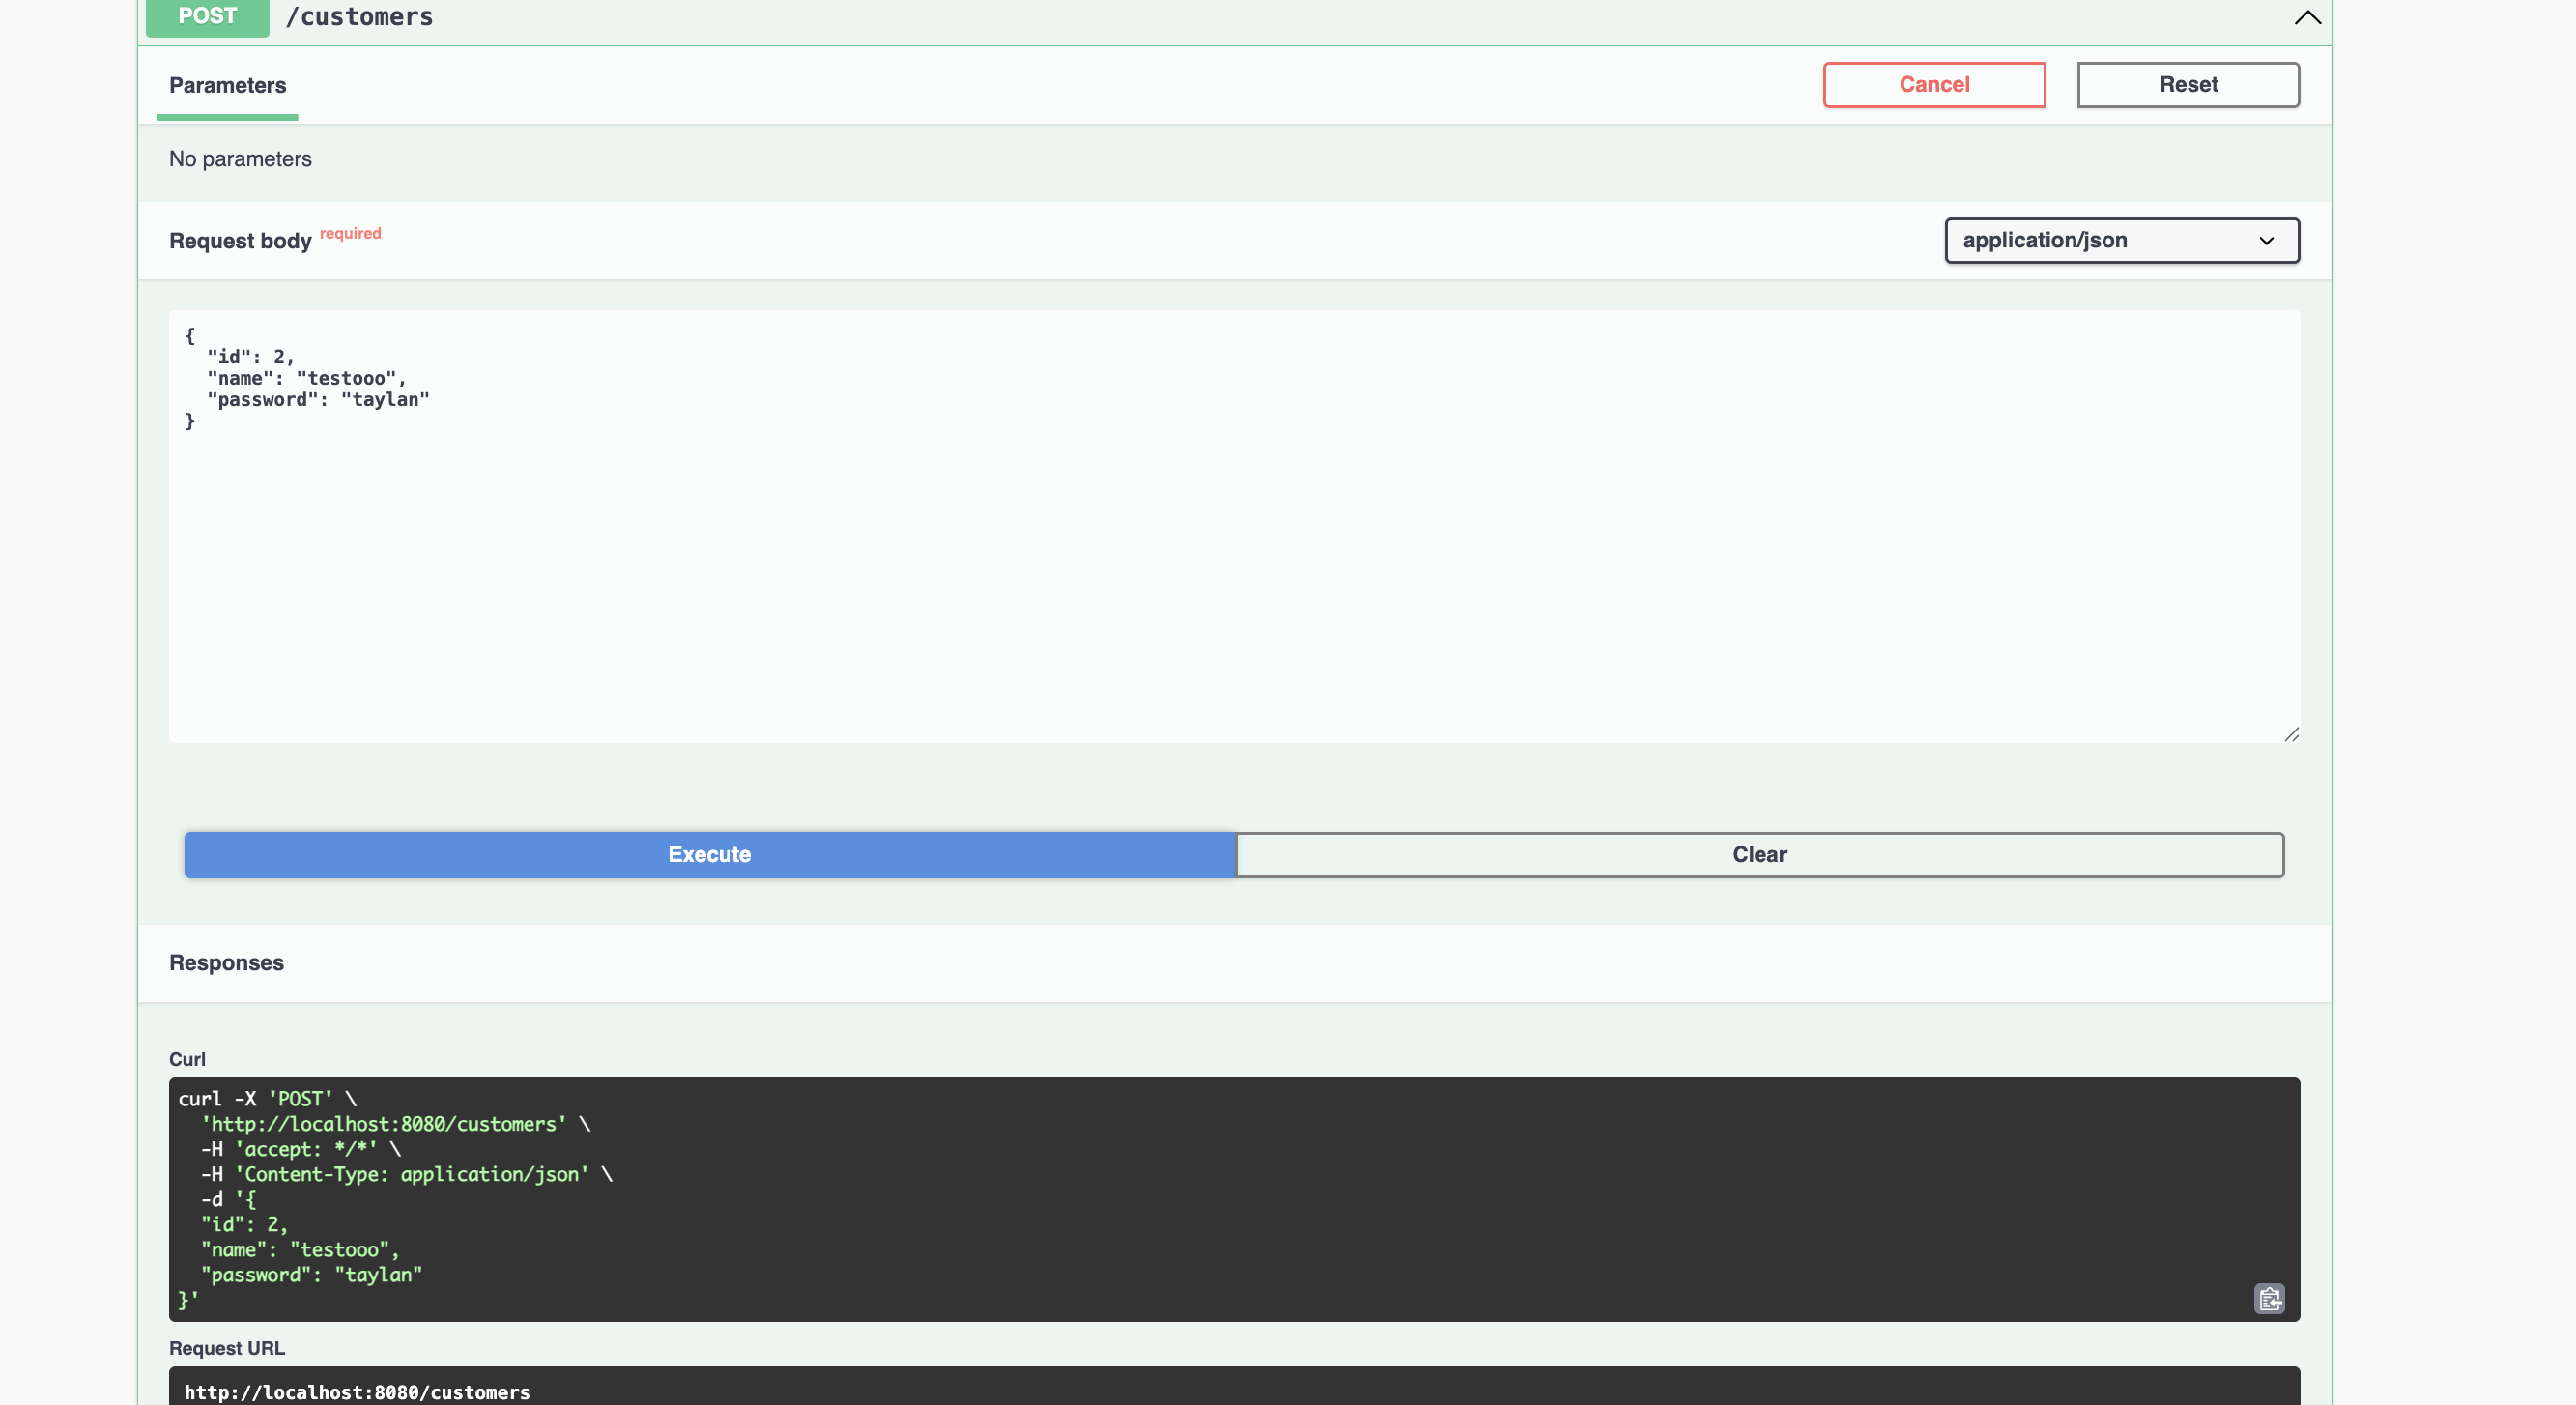 POST /customers
Parameters
Cancel
Reset
No parameters
Request body required
application/json
{
  "id": 2,
  "name": "testooo",
  "password": "taylan"
}
Execute
Clear
Responses
Curl
curl -X 'POST' \
  'http://localhost:8080/customers' \
  -H 'accept: */*' \
  -H 'Content-Type: application/json' \
  -d '{
  "id": 2,
  "name": "testooo",
  "password": "taylan"
}'
Request URL
http://localhost:8080/customers